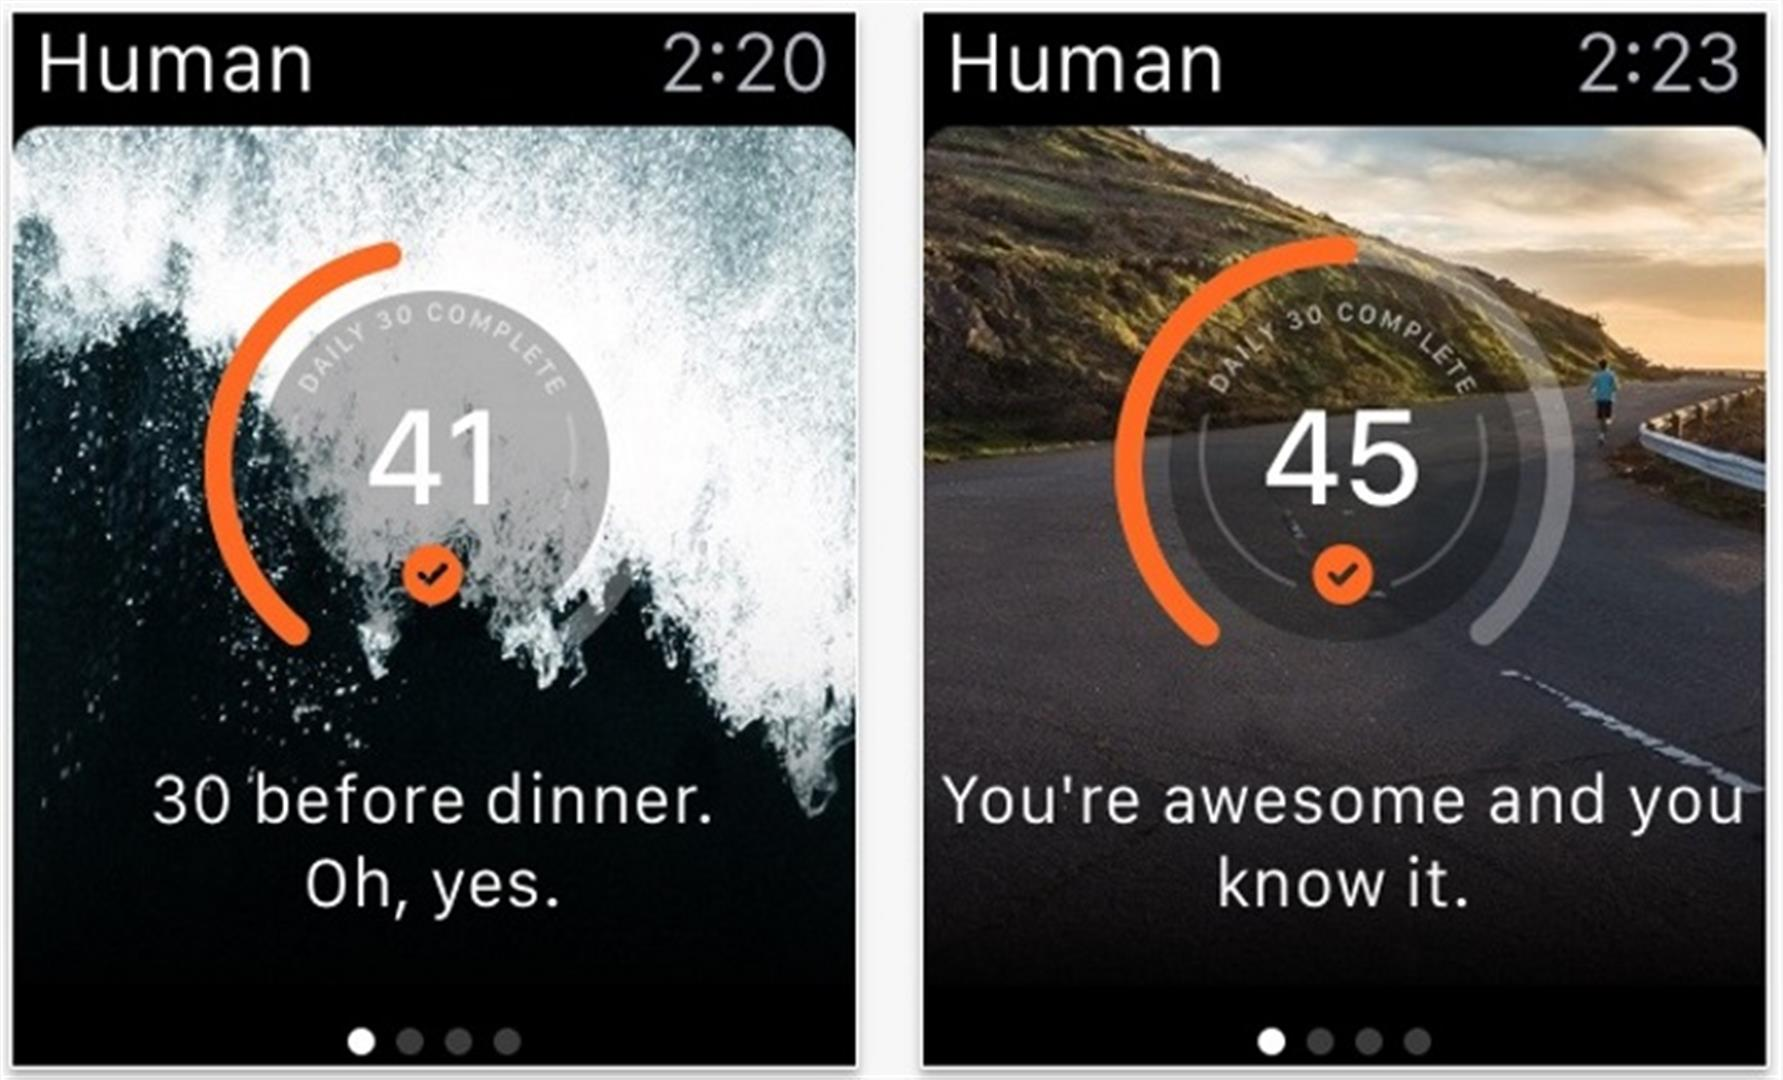 Human 2:20
DAILY 30 COMPLETE
41
30 before dinner.
Oh, yes.
Human 2:23
DAILY 30 COMPLETE
45
You're awesome and you
know it.